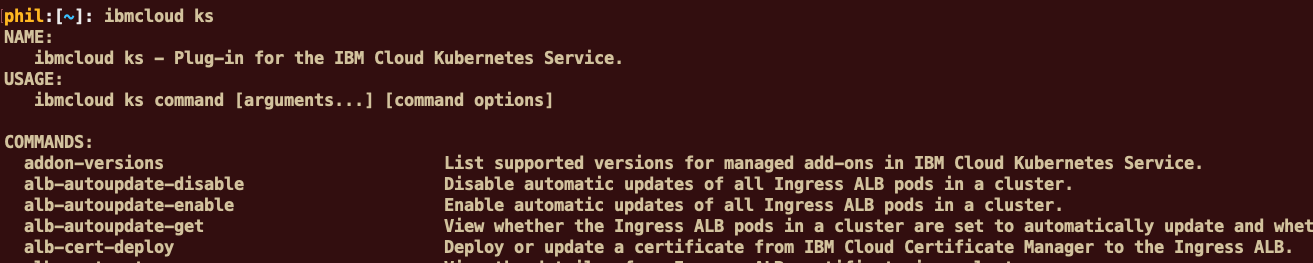 phil:[~]: ibmcloud ks
NAME:
ibmcloud ks - Plug-in for the IBM Cloud Kubernetes Service.
USAGE:
ibmcloud ks command [arguments...] [command options]
COMMANDS:
addon-versions List supported versions for managed add-ons in IBM Cloud Kubernetes Service.
alb-autoupdate-disable Disable automatic updates of all Ingress ALB pods in a cluster.
alb-autoupdate-enable Enable automatic updates of all Ingress ALB pods in a cluster.
alb-autoupdate-get View whether the Ingress ALB pods in a cluster are set to automatically update and whet
alb-cert-deploy Deploy or update a certificate from IBM Cloud Certificate Manager to the Ingress ALB.